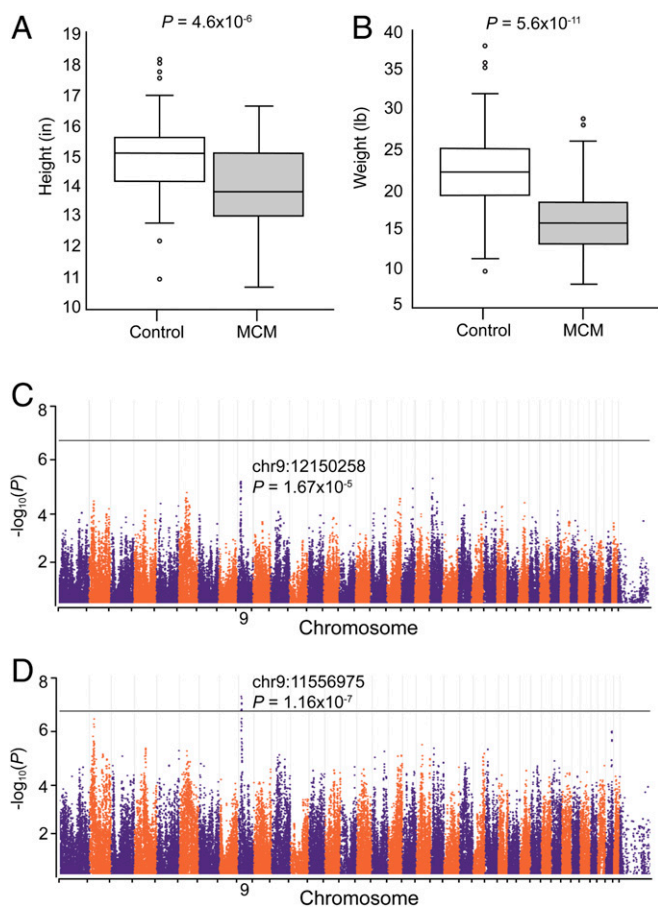 A
P = 4.6x10-6
Height (in)
19
18
17
16
15
14
13
12
11
10
Control MCM
B
P = 5.6x10-11
Weight (lb)
40
35
30
25
20
15
10
5
Control MCM
C
-log10(P)
8
6
4
2
chr9:12150258
P = 1.67x10-5
9
Chromosome
D
-log10(P)
8
6
4
2
chr9:11556975
P = 1.16x10-7
9
Chromosome